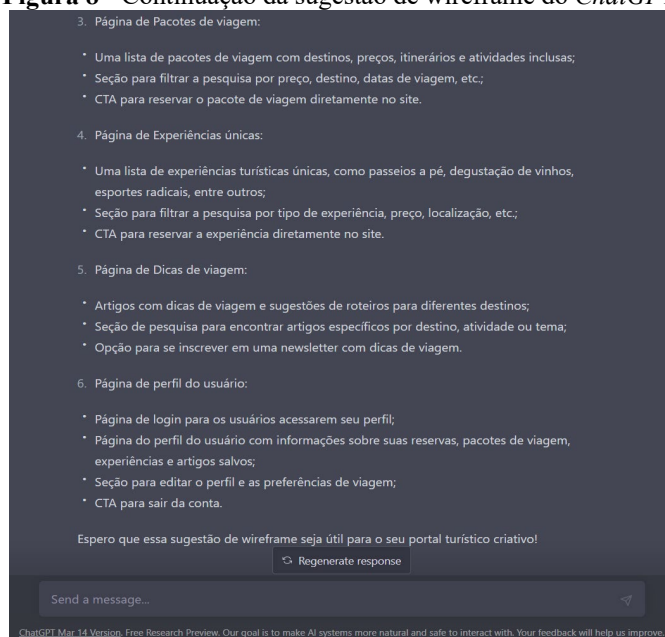 Figura 8 - Continuação da sugestão de wireframe do ChatGPT
3. Página de Pacotes de viagem:
• Uma lista de pacotes de viagem com destinos, preços, itinerários e atividades inclusas;
• Seção para filtrar a pesquisa por preço, destino, datas de viagem, etc.;
• CTA para reservar o pacote de viagem diretamente no site.
4. Página de Experiências únicas:
• Uma lista de experiências turísticas únicas, como passeios a pé, degustação de vinhos,
esportes radicais, entre outros;
• Seção para filtrar a pesquisa por tipo de experiência, preço, localização, etc.;
• CTA para reservar a experiência diretamente no site.
5. Página de Dicas de viagem:
• Artigos com dicas de viagem e sugestões de roteiros para diferentes destinos;
• Seção de pesquisa para encontrar artigos específicos por destino, atividade ou tema;
• Opção para se inscrever em uma newsletter com dicas de viagem.
6. Página de perfil do usuário:
• Página de login para os usuários acessarem seu perfil;
• Página do perfil do usuário com informações sobre suas reservas, pacotes de viagem,
experiências e artigos salvos;
• Seção para editar o perfil e as preferências de viagem;
• CTA para sair da conta.
Espero que essa sugestão de wireframe seja útil para o seu portal turístico criativo!
Regenerate response
Send a message...
ChatGPT Mar 14 Version. Free Research Preview. Our goal is to make AI systems more natural and safe to interact with. Your feedback will help us improve.